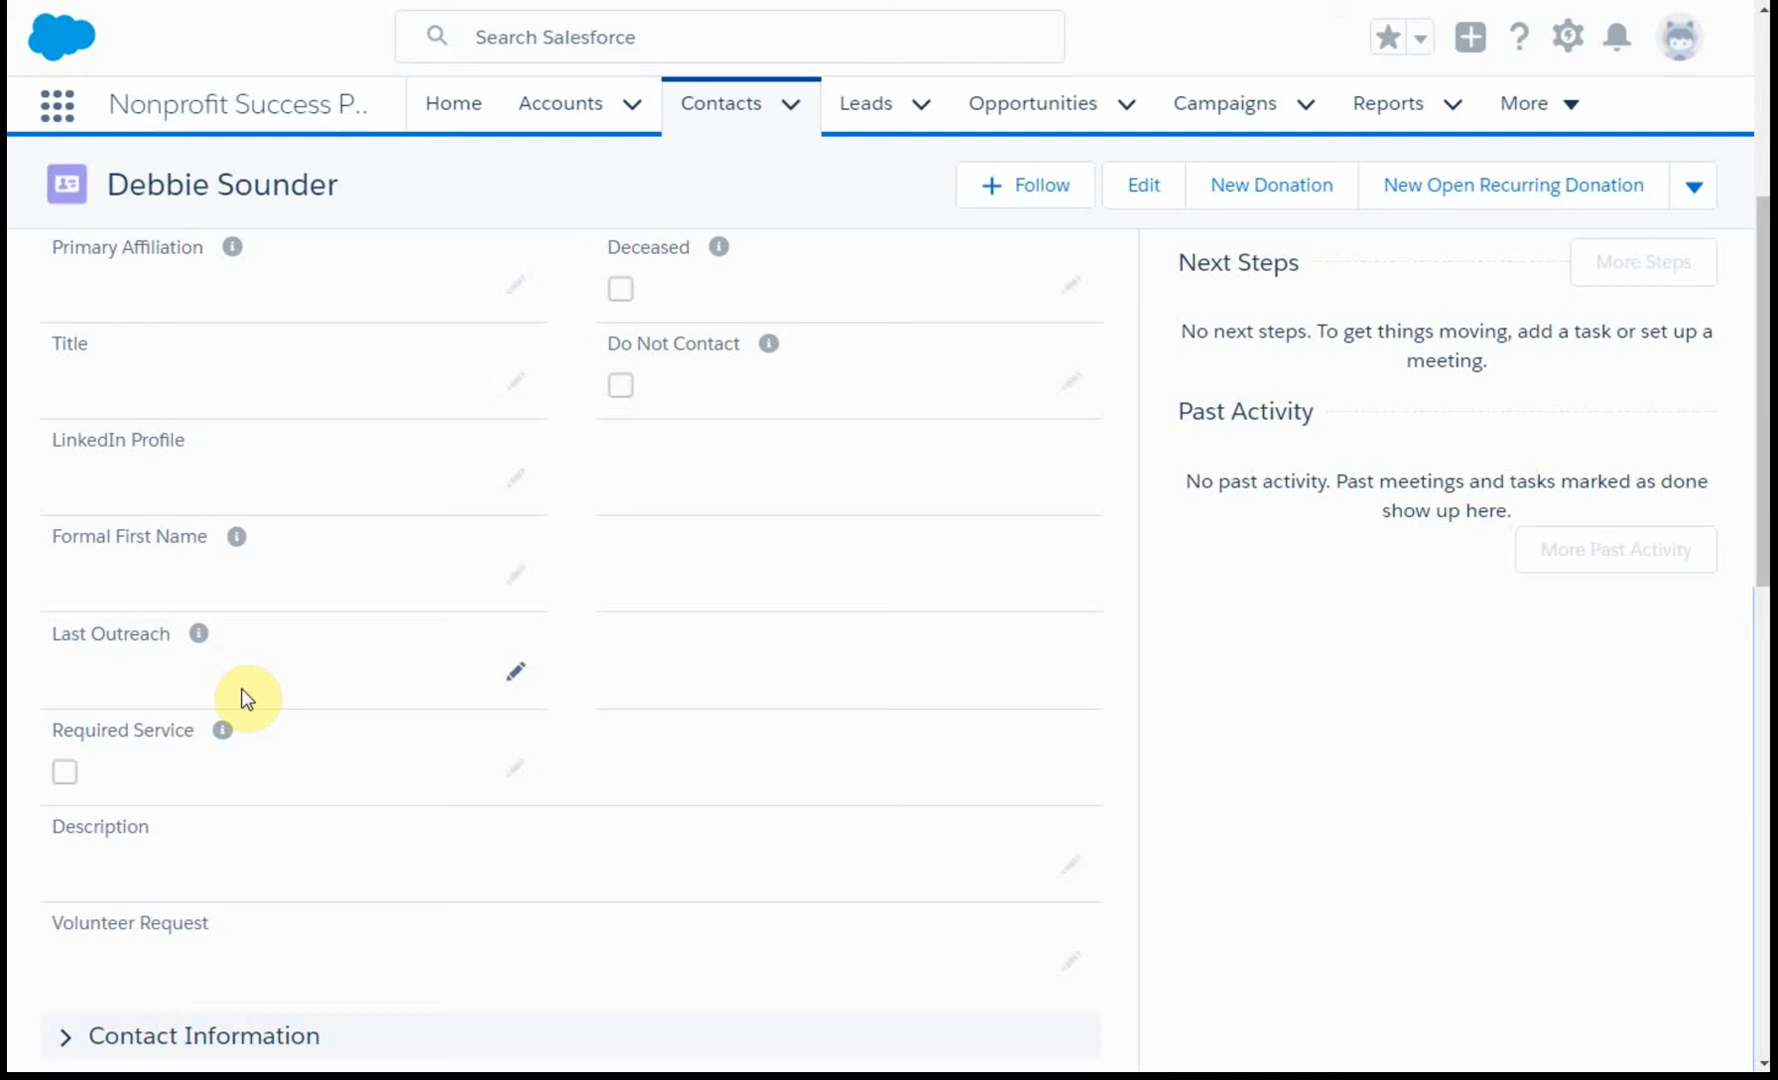 Search Salesforce
Nonprofit Success P..
Home
Accounts
Contacts
Leads
Opportunities
Campaigns
Reports
More
Debbie Sounder
Follow
Edit
New Donation
New Open Recurring Donation
Primary Affiliation
Deceased
Title
Do Not Contact
LinkedIn Profile
Formal First Name
Last Outreach
Required Service
Description
Volunteer Request
Contact Information
Next Steps
More Steps
No next steps. To get things moving, add a task or set up a
meeting.
Past Activity
No past activity. Past meetings and tasks marked as done
show up here.
More Past Activity